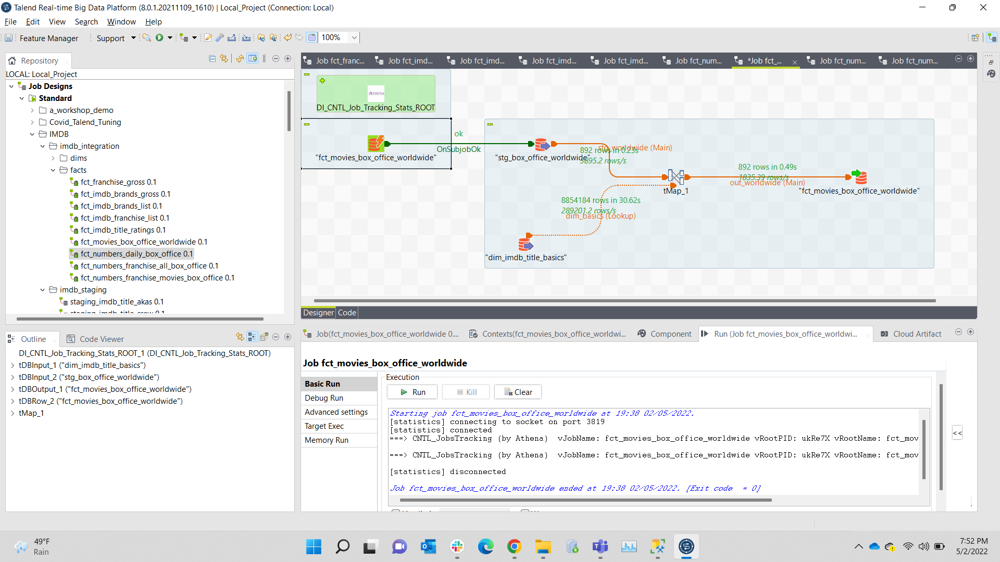 Talend Real-time Big Data Platform (8.0.1.20211109_1610) | Local_Project (Connection: Local)
File Edit View Search Window Help
Feature Manager Support 100%
Repository
LOCAL: Local_Project
Job Designs
Standard
a_workshop_demo
Covid_Talend_Tuning
IMDB
imdb_integration
dims
facts
fct_franchise_gross 0.1
fct_imdb_brands_gross 0.1
fct_imdb_brands_list 0.1
fct_imdb_franchise_list 0.1
fct_imdb_title_ratings 0.1
fct_movies_box_office_worldwide 0.1
fct_numbers_daily_box_office 0.1
fct_numbers_franchise_all_box_office 0.1
fct_numbers_franchise_movies_box_office 0.1
imdb_staging
staging_imdb_title_akas 0.1
staging_imdb_title_crew 0.1
Job fct_franc... Job fct_imd... Job fct_imd... Job fct_imd... Job fct_imd... Job fct_num... *Job fct_... Job fct_num... Job fct_num...
ATHENA
DI_CNTL_Job_Tracking_Stats_ROOT
ok
OnSubjobOk
"fct_movies_box_office_worldwide"
"stg_box_office_worldwide"
stg_worldwide (Main)
892 rows in 0.23s
3895.2 rows/s
892 rows in 0.49s
1835.39 rows/s
out_worldwide (Main)
tMap_1
"fct_movies_box_office_worldwide"
8854184 rows in 30.62s
289201.2 rows/s
dim_basics (Lookup)
"dim_imdb_title_basics"
Designer Code
Outline Code Viewer
DI_CNTL_Job_Tracking_Stats_ROOT_1 (DI_CNTL_Job_Tracking_Stats_ROOT)
tDBInput_1 ("dim_imdb_title_basics")
tDBInput_2 ("stg_box_office_worldwide")
tDBOutput_1 ("fct_movies_box_office_worldwide")
tDBRow_2 ("fct_movies_box_office_worldwide")
tMap_1
Job(fct_movies_box_office_worldwide 0.... Contexts(fct_movies_box_office_worldwi... Component Run (Job fct_movies_box_office_worldwi... Cloud Artifact
Job fct_movies_box_office_worldwide
Basic Run
Debug Run
Advanced settings
Target Exec
Memory Run
Execution
Run Kill Clear
Starting job fct_movies_box_office_worldwide at 19:38 02/05/2022.
[statistics] connecting to socket on port 3819
[statistics] connected
===> CNTL_JobsTracking (by Athena) vJobName: fct_movies_box_office_worldwide vRootPID: ukRe7X vRootName: fct_mov
===> CNTL_JobsTracking (by Athena) vJobName: fct_movies_box_office_worldwide vRootPID: ukRe7X vRootName: fct_mov
[statistics] disconnected
Job fct_movies_box_office_worldwide ended at 19:38 02/05/2022. [Exit code = 0]
<<
49°F
Rain
7:52 PM
5/2/2022